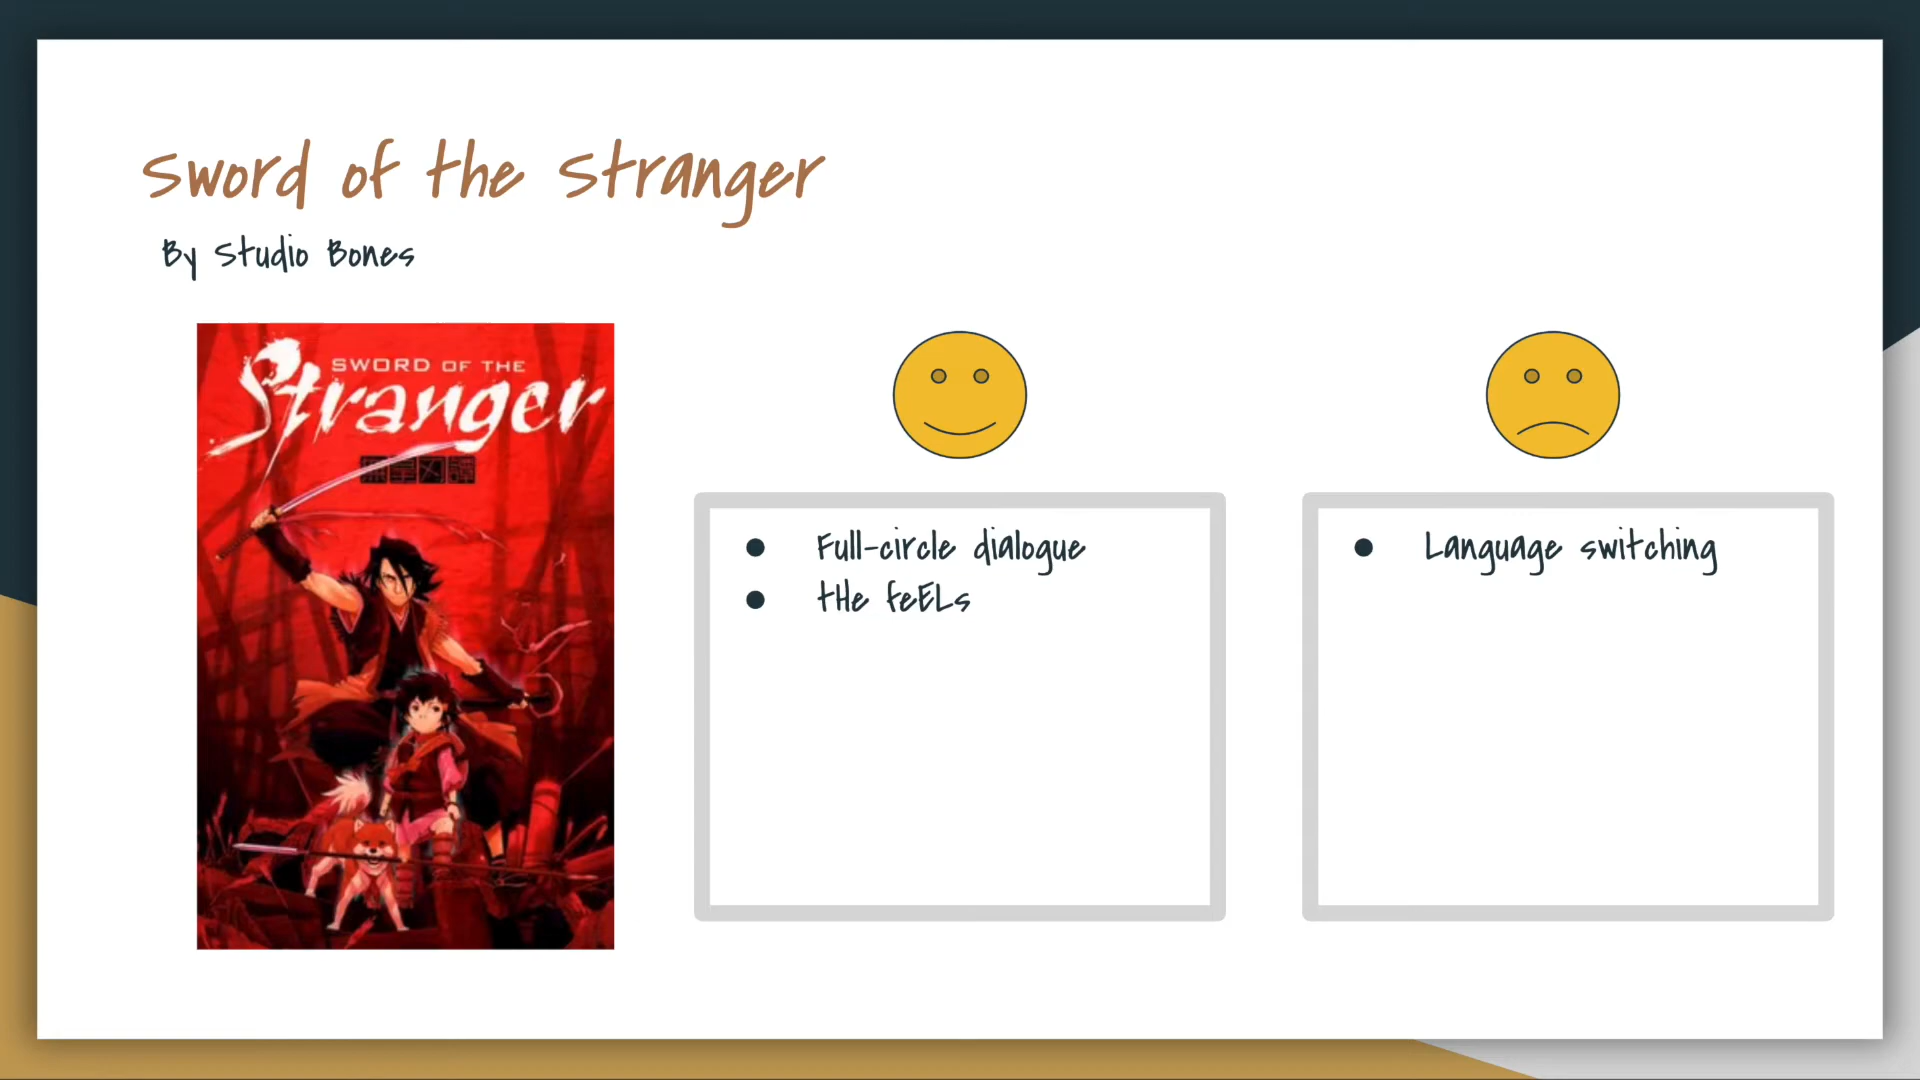 Sword of the Stranger
By Studio Bones
SWORD OF THE
Stranger
• Full-circle dialogue
• tHe feELs
• Language switching